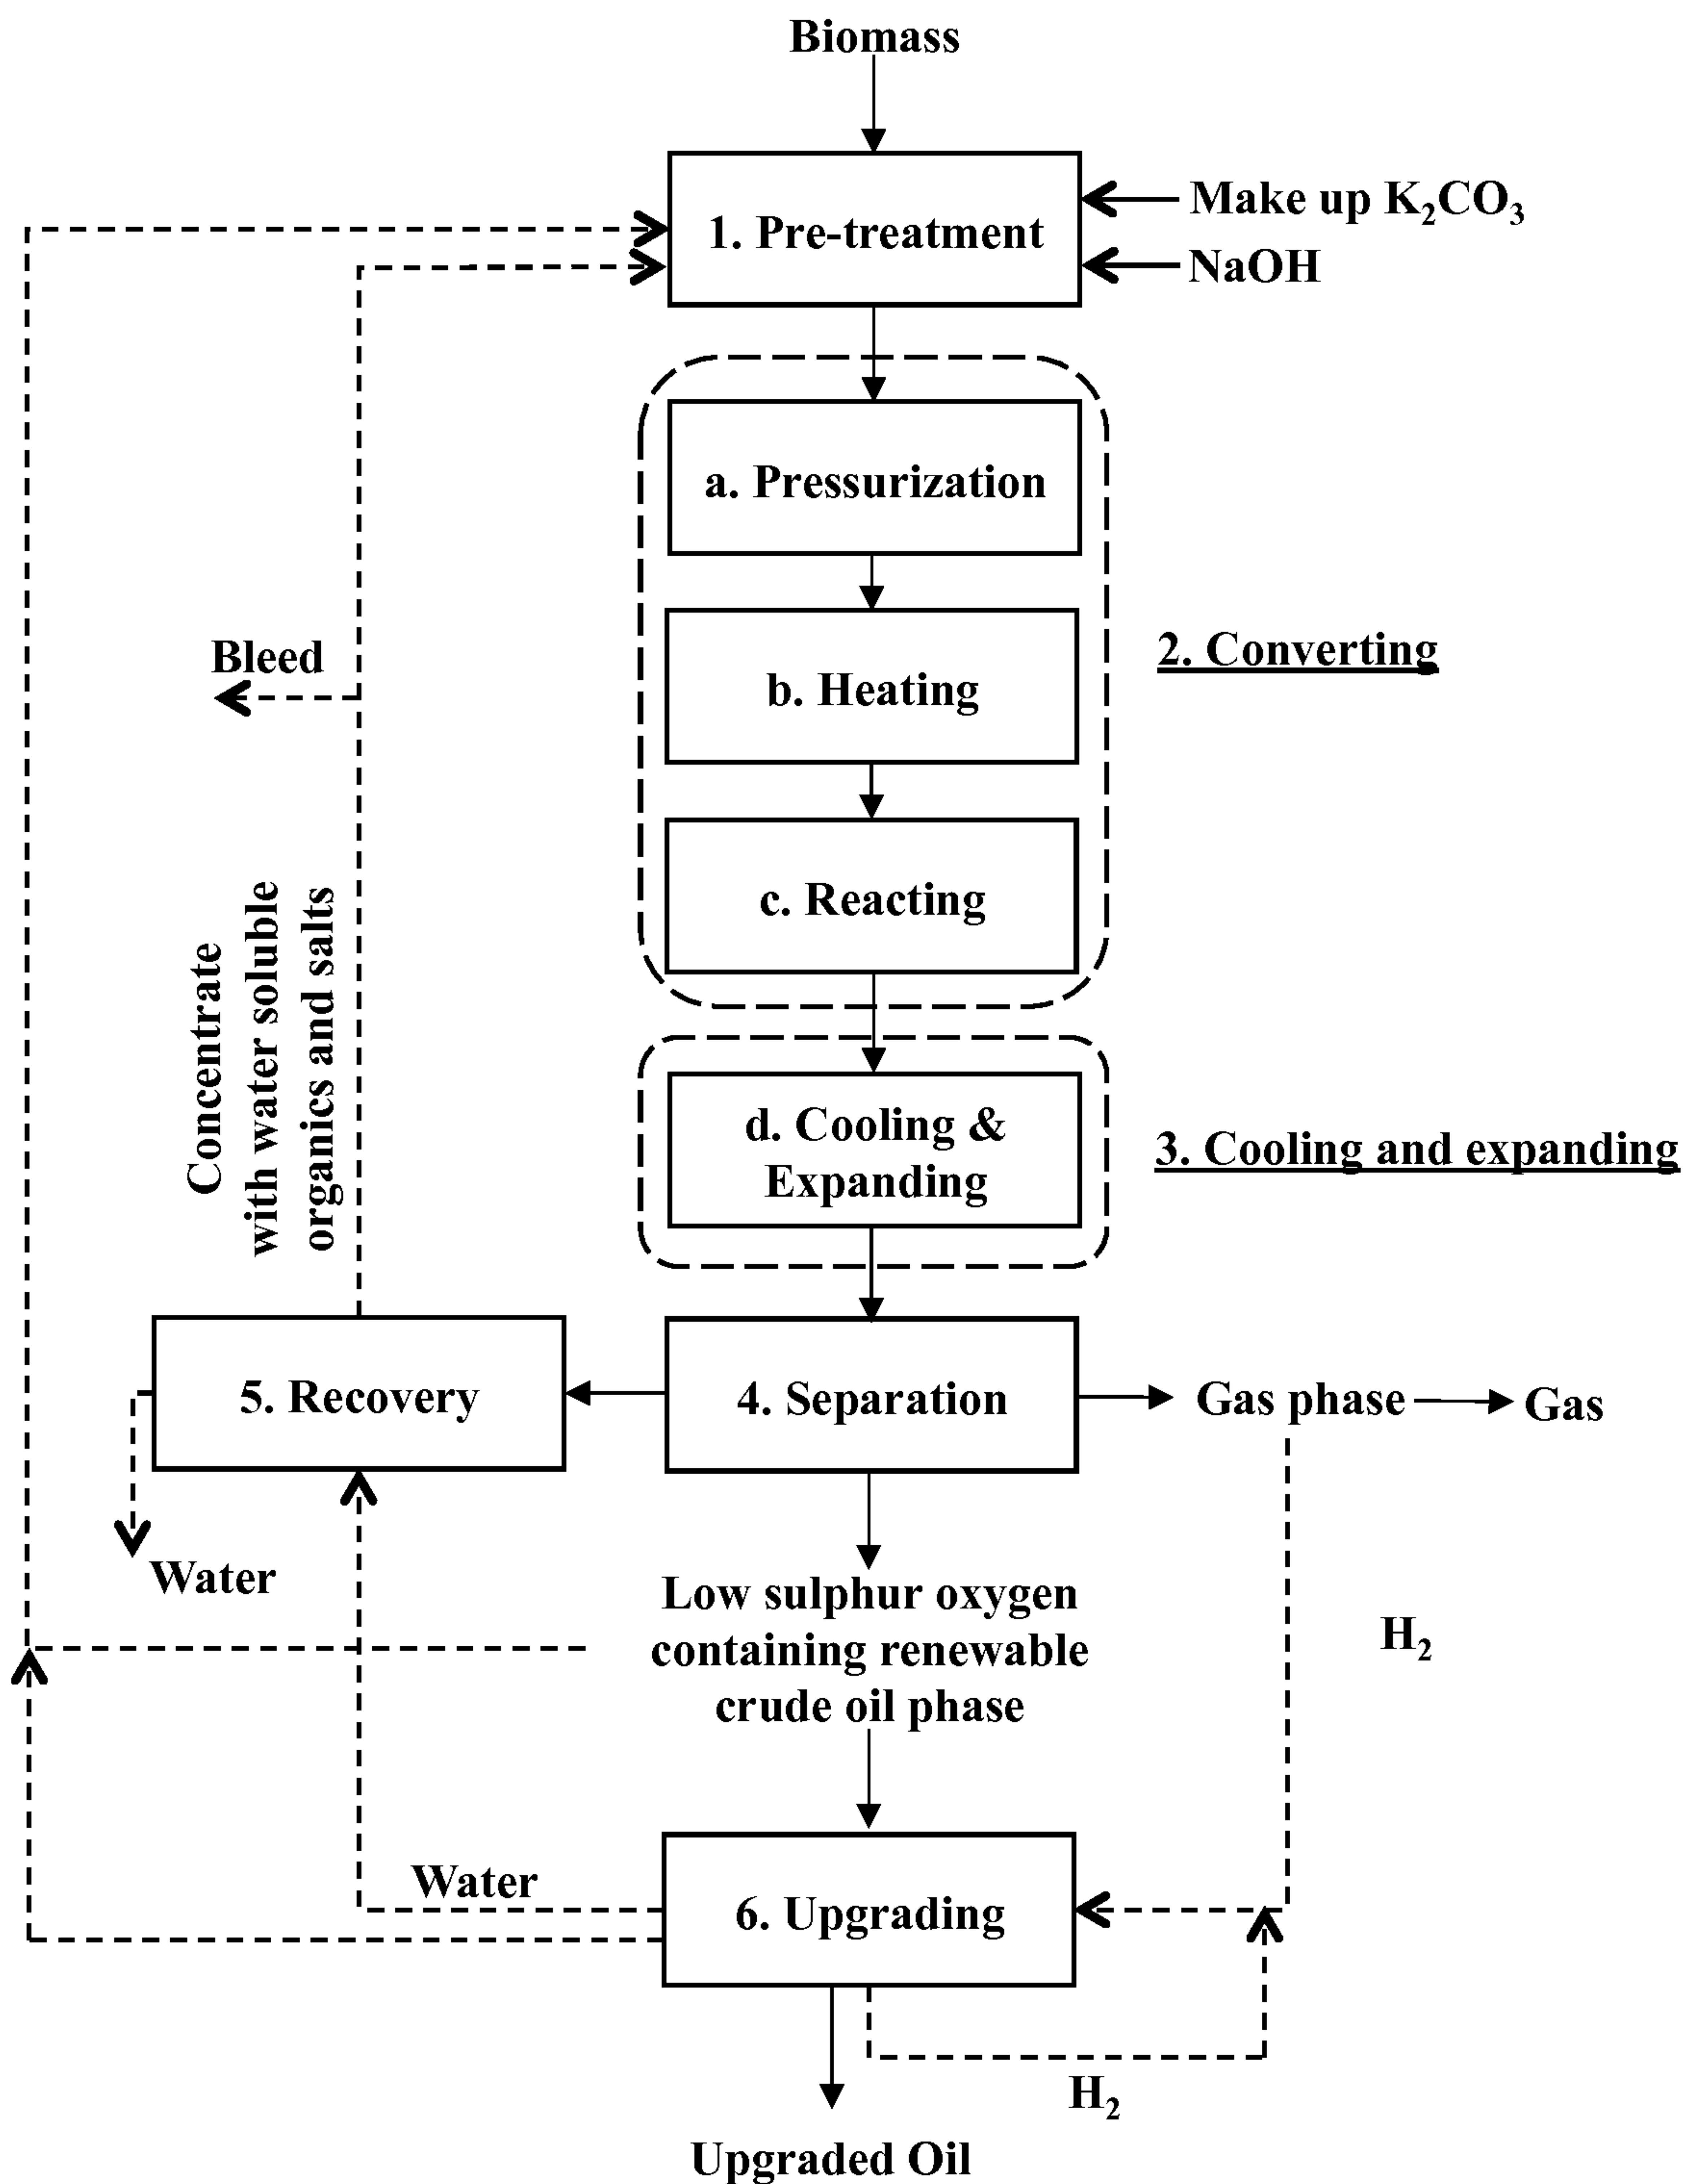 Biomass
1. Pre-treatment
Make up K₂CO₃
NaOH
a. Pressurization
b. Heating
2. Converting
Bleed
c. Reacting
Concentrate
with water soluble
organics and salts
d. Cooling &
Expanding
3. Cooling and expanding
5. Recovery
4. Separation
Gas phase
Gas
Water
Low sulphur oxygen
containing renewable
crude oil phase
H₂
Water
6. Upgrading
H₂
Upgraded Oil